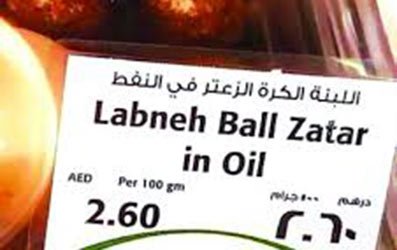 اللبنة الكرة الزعتر في النفط
Labneh Ball Zatar
in Oil
AED Per 100 gm ١٠٠ جرام درهم
2.60 ٢.٦٠